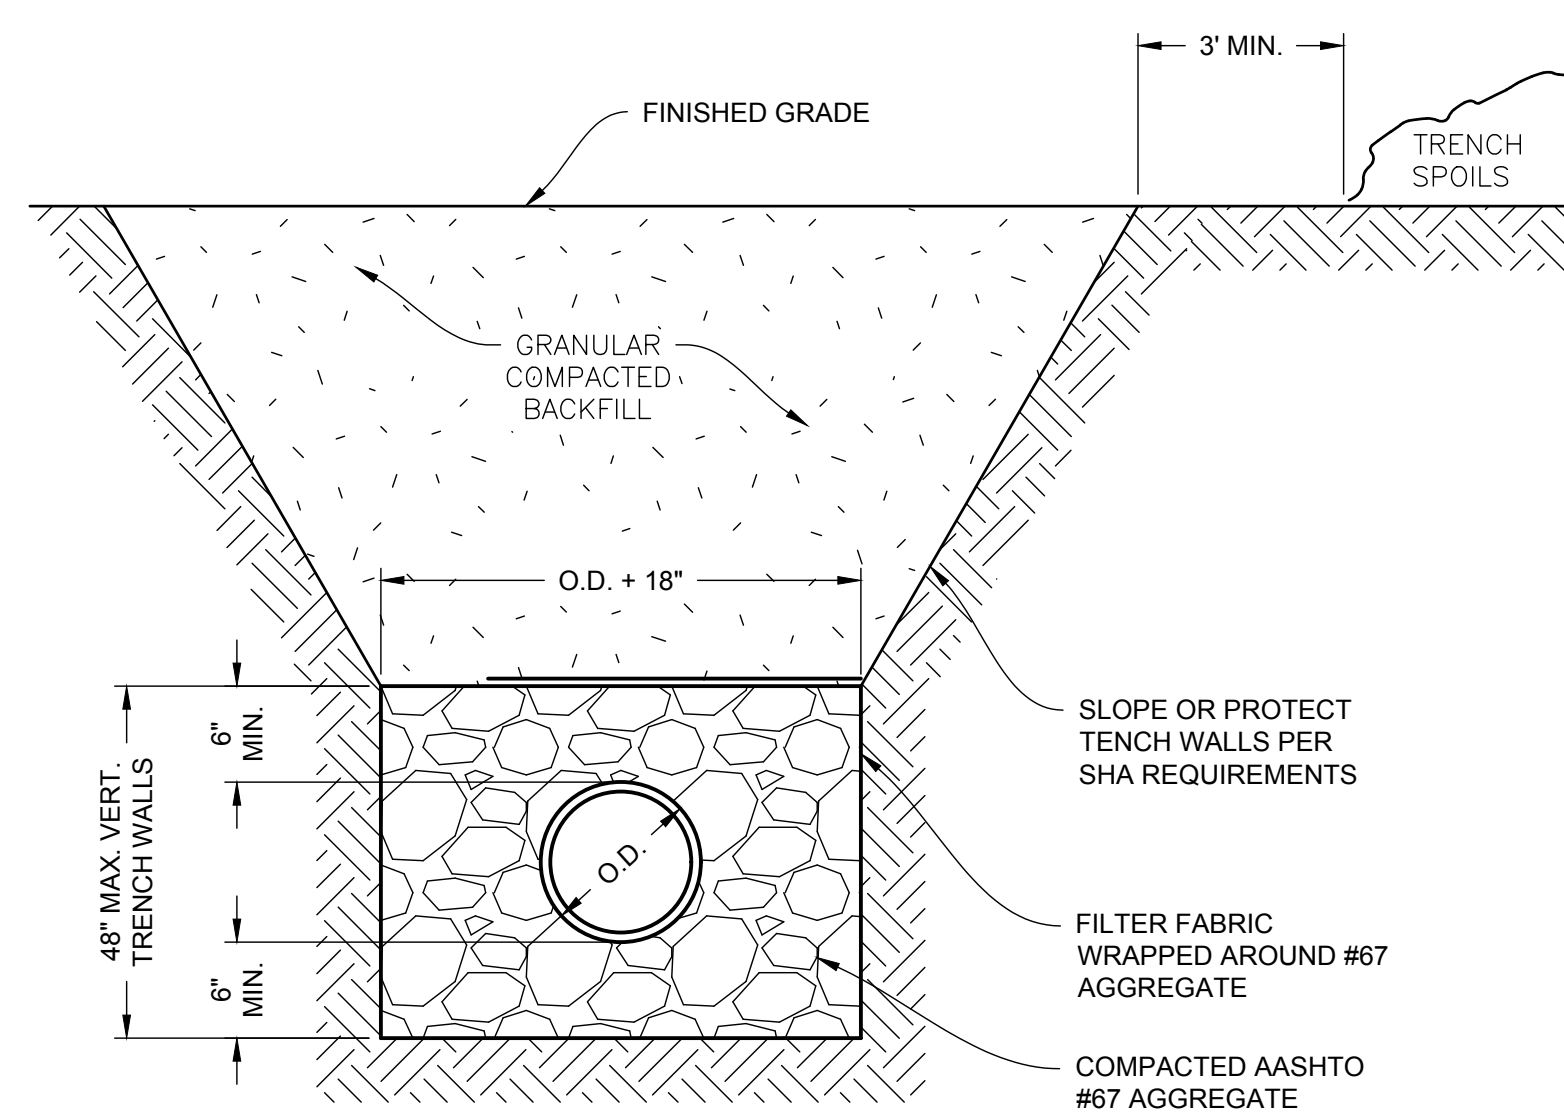 3' MIN.
FINISHED GRADE
TRENCH
SPOILS
GRANULAR
COMPACTED
BACKFILL
O.D. + 18"
6"
MIN.
48" MAX. VERT.
TRENCH WALLS
O.D.
6"
MIN.
SLOPE OR PROTECT
TENCH WALLS PER
SHA REQUIREMENTS
FILTER FABRIC
WRAPPED AROUND #67
AGGREGATE
COMPACTED AASHTO
#67 AGGREGATE